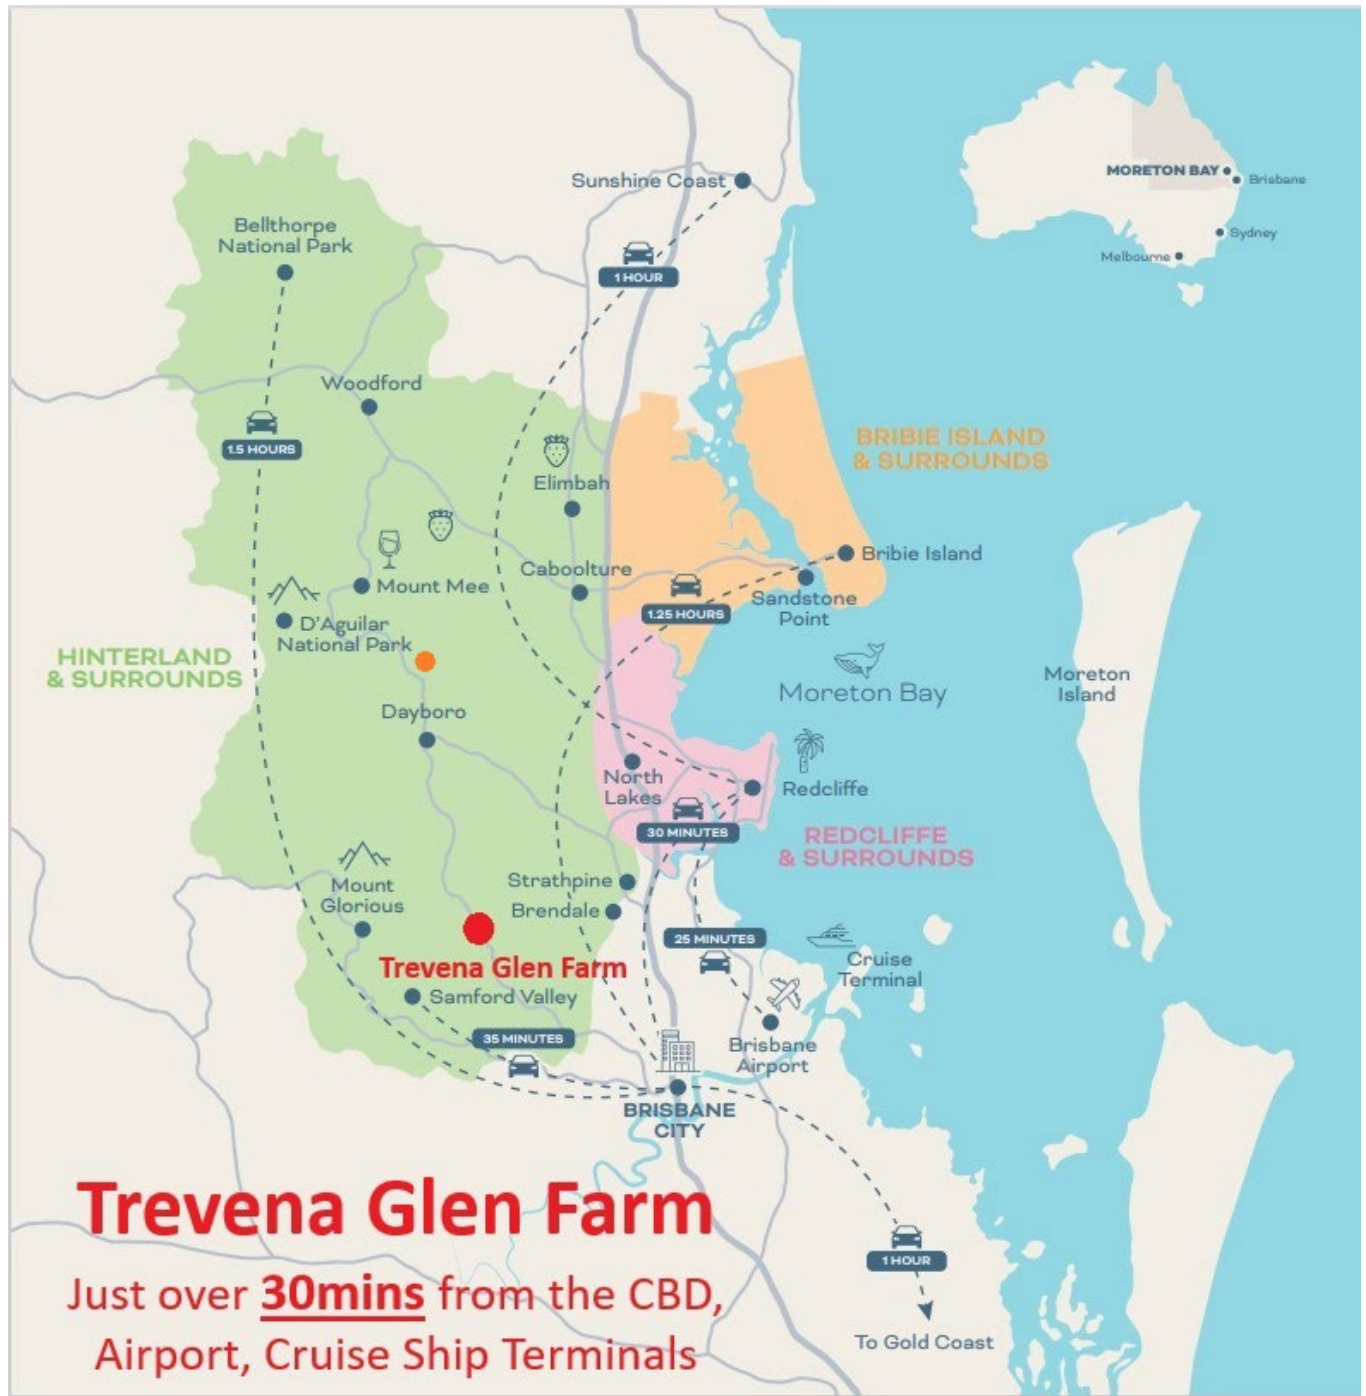 Sunshine Coast
1 HOUR
Bellthorpe
National Park
MORETON BAY
Brisbane
Sydney
Melbourne
Woodford
1.5 HOURS
BRIBIE ISLAND
& SURROUNDS
Elimbah
Bribie Island
Caboolture
Mount Mee
Sandstone
Point
1.25 HOURS
D'Aguilar
National Park
HINTERLAND
& SURROUNDS
Moreton Bay
Moreton
Island
Dayboro
North
Lakes
Redcliffe
30 MINUTES
REDCLIFFE
& SURROUNDS
Mount
Glorious
Strathpine
Brendale
25 MINUTES
Cruise
Terminal
Trevena Glen Farm
Samford Valley
35 MINUTES
Brisbane
Airport
BRISBANE
CITY
Trevena Glen Farm
Just over 30mins from the CBD,
Airport, Cruise Ship Terminals
1 HOUR
To Gold Coast